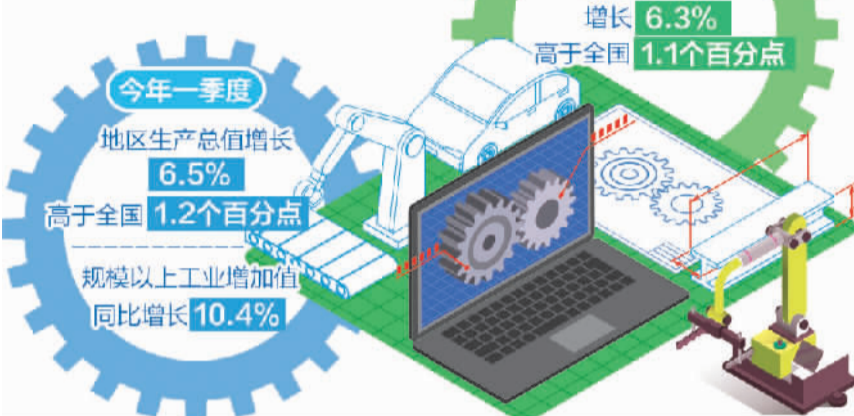 增长 6.3%
高于全国 1.1个百分点
今年一季度
地区生产总值增长
6.5%
高于全国 1.2个百分点
规模以上工业增加值
同比增长 10.4%